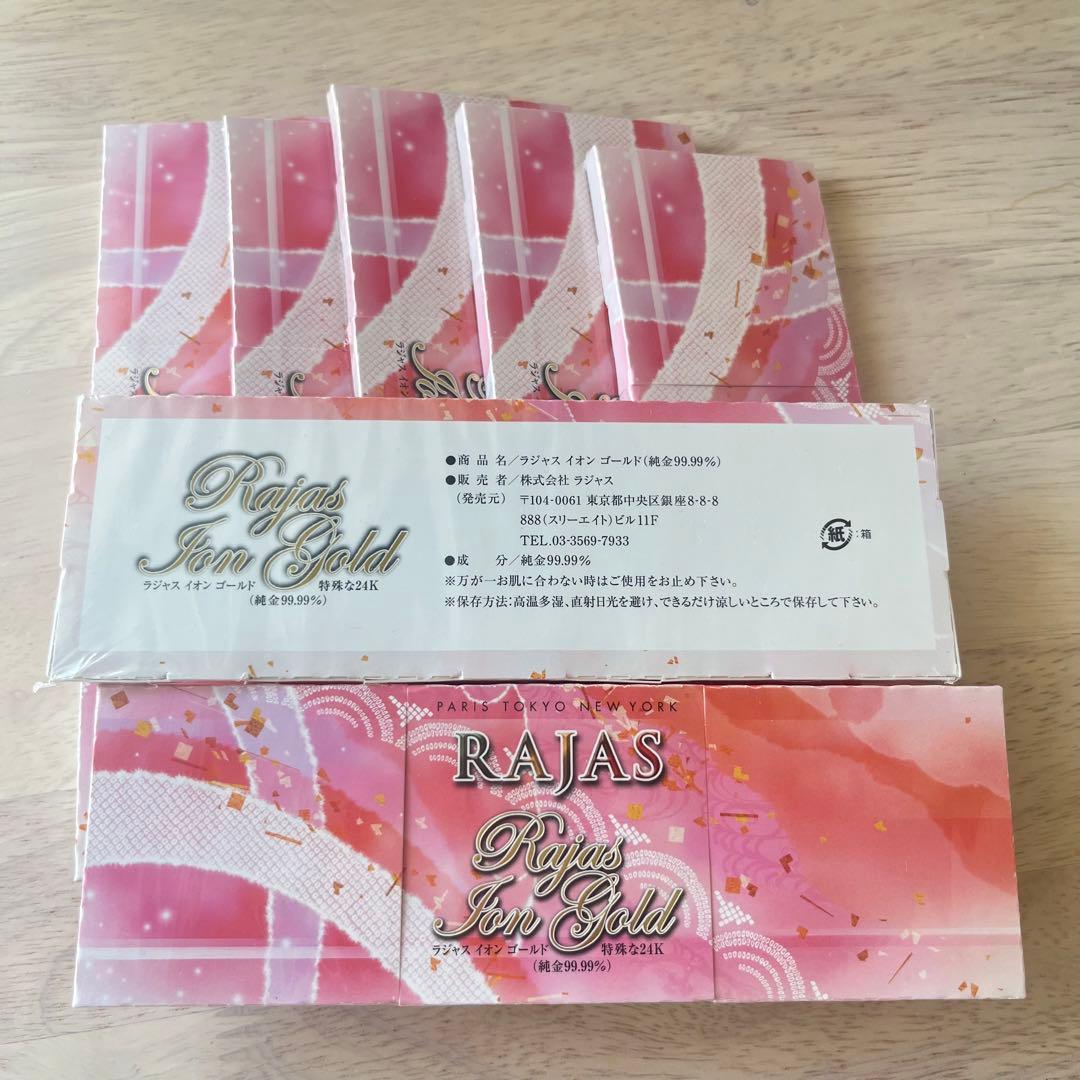 ラジャス イオン
Rajas
Ion Gold
ラジャス イオン ゴールド 特殊な24K
(純金99.99%)
●商品名／ラジャス イオン ゴールド(純金99.99%)
●販売者／株式会社 ラジャス
(発売元) 〒104-0061 東京都中央区銀座8-8-8
888(スリーエイト)ビル11F
TEL.03-3569-7933
●成分／純金99.99%
※万が一お肌に合わない時はご使用をお止め下さい。
※保存方法：高温多湿、直射日光を避け、できるだけ涼しいところで保存して下さい。
紙：箱
PARIS TOKYO NEW YORK
RAJAS
Rajas
Ion Gold
ラジャス イオン ゴールド 特殊な24K
(純金99.99%)